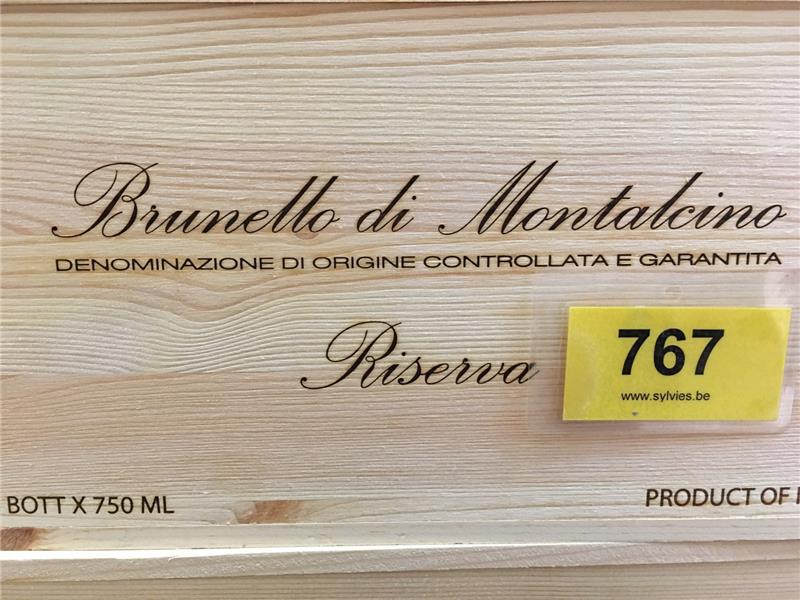 Brunello di Montalcino
DENOMINAZIONE DI ORIGINE CONTROLLATA E GARANTITA
Riserva
767
www.sylvies.be
BOTT X 750 ML
PRODUCT OF